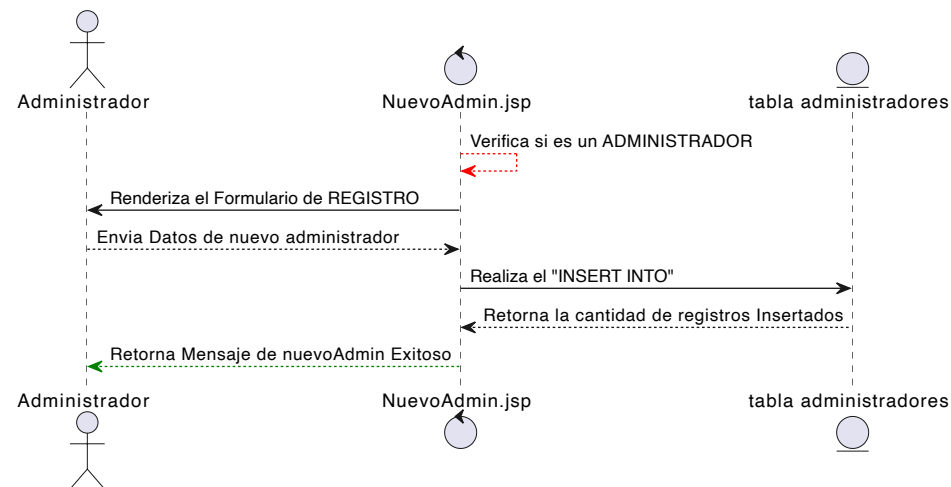 Administrador
NuevoAdmin.jsp
tabla administradores
Verifica si es un ADMINISTRADOR
Renderiza el Formulario de REGISTRO
Envia Datos de nuevo administrador
Realiza el "INSERT INTO"
Retorna la cantidad de registros Insertados
Retorna Mensaje de nuevoAdmin Exitoso
Administrador
NuevoAdmin.jsp
tabla administradores